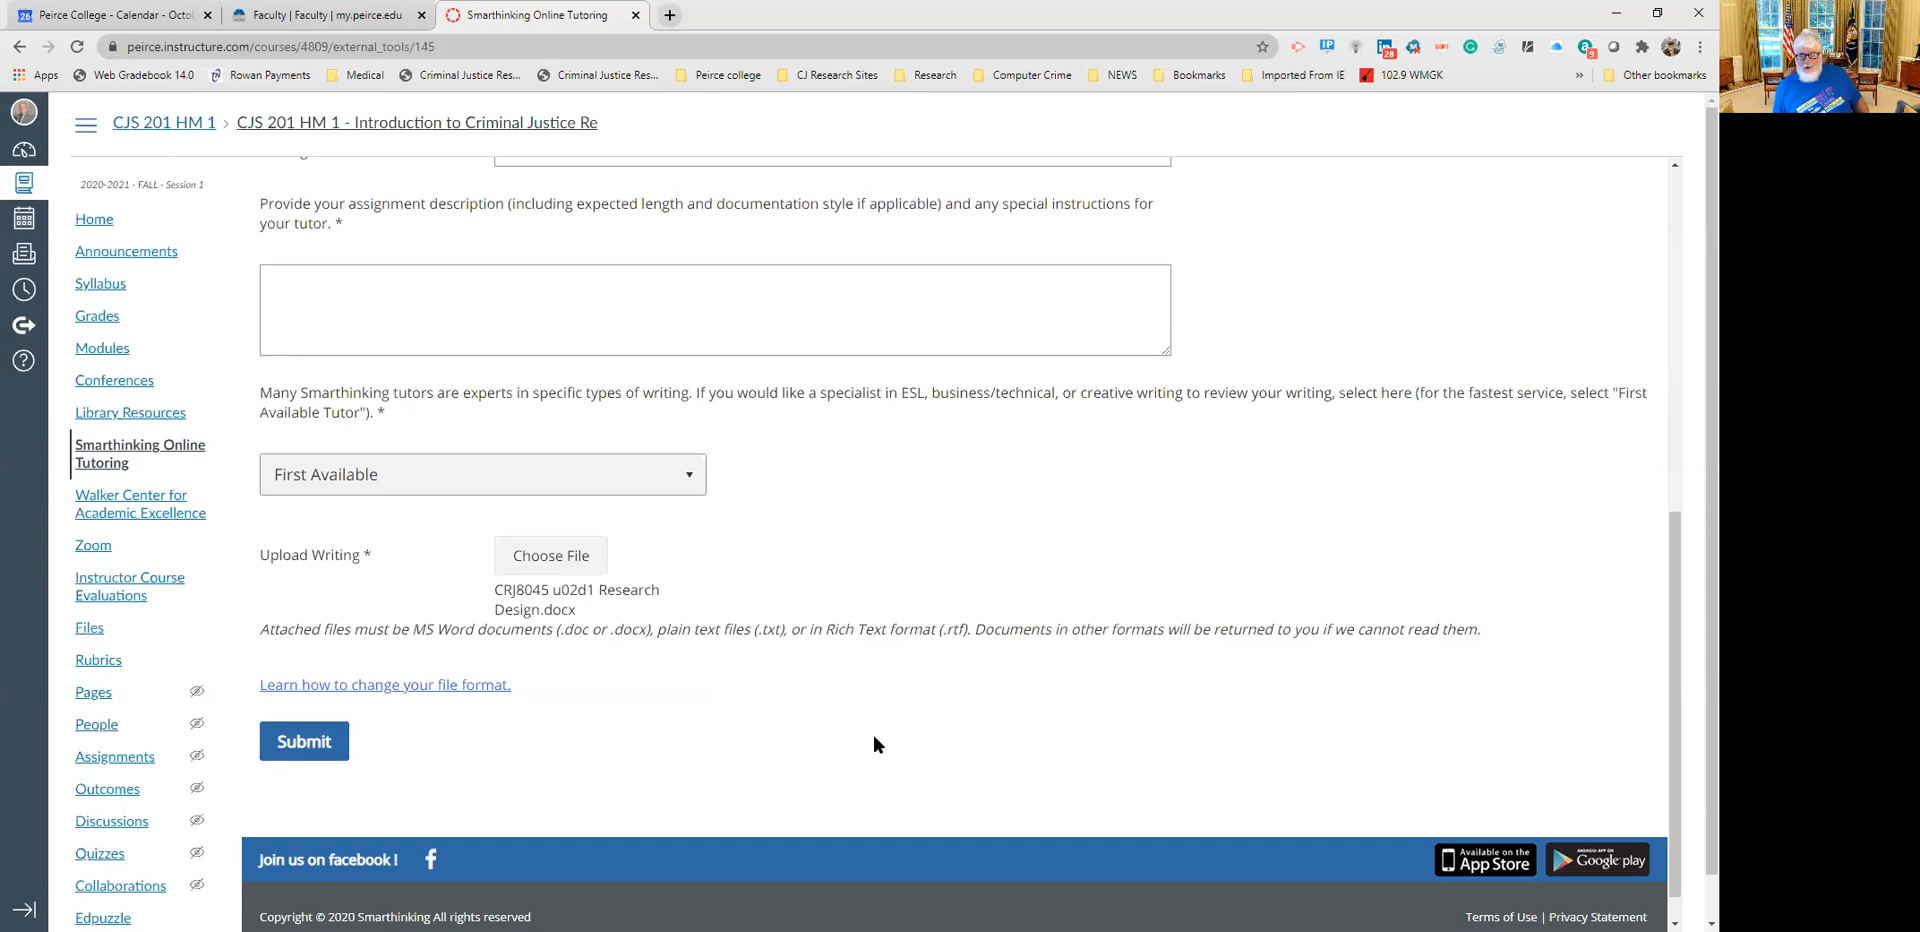 Peirce College - Calendar - Octo
Faculty | Faculty | my.peirce.edu
Smarthinking Online Tutoring
peirce.instructure.com/courses/4809/external_tools/145
Apps
Web Gradebook 14.0
Rowan Payments
Medical
Criminal Justice Res...
Criminal Justice Res...
Peirce college
CJ Research Sites
Research
Computer Crime
NEWS
Bookmarks
Imported From IE
102.9 WMGK
Other bookmarks
CJS 201 HM 1 › CJS 201 HM 1 - Introduction to Criminal Justice Re
2020-2021 - FALL - Session 1
Home
Announcements
Syllabus
Grades
Modules
Conferences
Library Resources
Smarthinking Online
Tutoring
Walker Center for
Academic Excellence
Zoom
Instructor Course
Evaluations
Files
Rubrics
Pages
People
Assignments
Outcomes
Discussions
Quizzes
Collaborations
Edpuzzle
Provide your assignment description (including expected length and documentation style if applicable) and any special instructions for
your tutor. *
Many Smarthinking tutors are experts in specific types of writing. If you would like a specialist in ESL, business/technical, or creative writing to review your writing, select here (for the fastest service, select "First
Available Tutor"). *
First Available
Upload Writing *
Choose File
CRJ8045 u02d1 Research
Design.docx
Attached files must be MS Word documents (.doc or .docx), plain text files (.txt), or in Rich Text format (.rtf). Documents in other formats will be returned to you if we cannot read them.
Learn how to change your file format.
Submit
Join us on facebook !
Available on the
App Store
ANDROID APP ON
Google play
Copyright © 2020 Smarthinking All rights reserved
Terms of Use | Privacy Statement